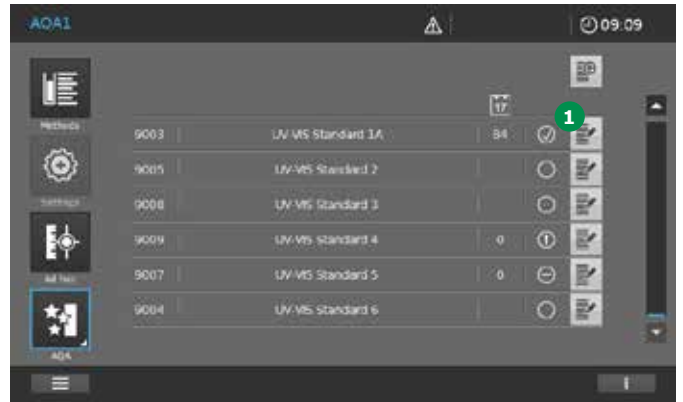 AQA1 09:09
17
1
Methods
9003 UV-VIS Standard 1A 84
9005 UV-VIS Standard 2
Settings
9008 UV-VIS Standard 3
9009 UV-VIS Standard 4 0
Ad hoc
9007 UV-VIS Standard 5 0
9004 UV-VIS Standard 6
AQA
i